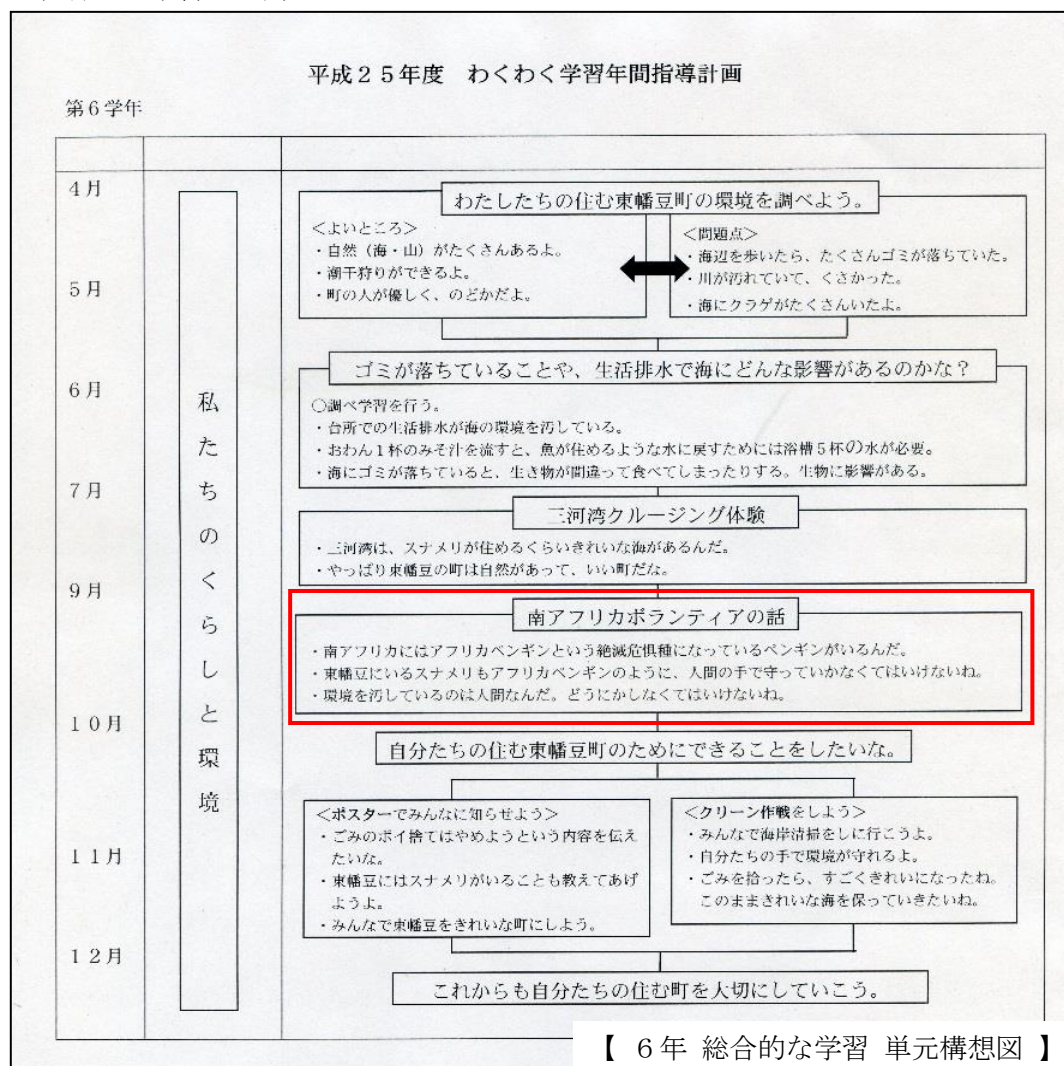 平成２５年度　わくわく学習年間指導計画
第６学年
４月
５月
６月
７月
９月
１０月
１１月
１２月
私たちのくらしと環境
わたしたちの住む東幡豆町の環境を調べよう。
＜よいところ＞
・自然（海・山）がたくさんあるよ。
・潮干狩りができるよ。
・町の人が優しく、のどかだよ。
＜問題点＞
・海辺を歩いたら、たくさんゴミが落ちていた。
・川が汚れていて、くさかった。
・海にクラゲがたくさんいたよ。
ゴミが落ちていることや、生活排水で海にどんな影響があるのかな？
○調べ学習を行う。
・台所での生活排水が海の環境を汚している。
・おわん１杯のみそ汁を流すと、魚が住めるような水に戻すためには浴槽５杯の水が必要。
・海にゴミが落ちていると、生き物が間違って食べてしまったりする。生物に影響がある。
三河湾クルージング体験
・三河湾は、スナメリが住めるくらいきれいな海があるんだ。
・やっぱり東幡豆の町は自然があって、いい町だな。
南アフリカボランティアの話
・南アフリカにはアフリカペンギンという絶滅危惧種になっているペンギンがいるんだ。
・東幡豆にいるスナメリもアフリカペンギンのように、人間の手で守っていかなくてはいけないね。
・環境を汚しているのは人間なんだ。どうにかしなくてはいけないね。
自分たちの住む東幡豆町のためにできることをしたいな。
＜ポスターでみんなに知らせよう＞
・ごみのポイ捨てはやめようという内容を伝え
たいな。
・東幡豆にはスナメリがいることも教えてあげ
ようよ。
・みんなで東幡豆をきれいな町にしよう。
＜クリーン作戦をしよう＞
・みんなで海岸清掃をしに行こうよ。
・自分たちの手で環境が守れるよ。
・ごみを拾ったら、すごくきれいになったね。
このままきれいな海を保っていきたいね。
これからも自分たちの住む町を大切にしていこう。
【 ６年 総合的な学習 単元構想図 】